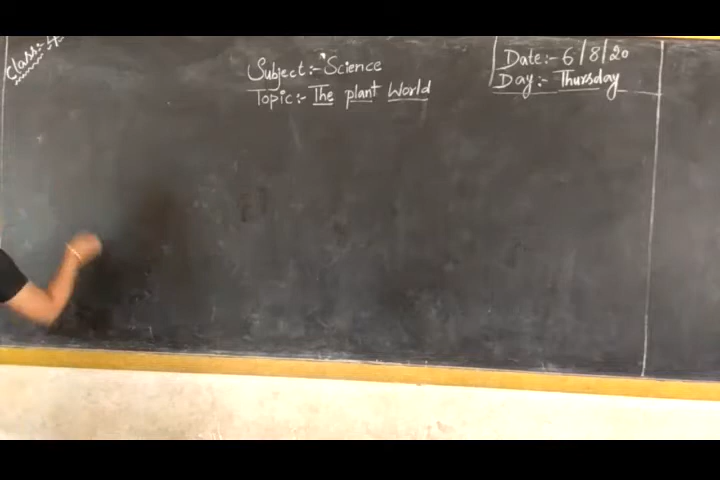 Class:- 4
Subject:- Science
Topic:- The plant World
Date:- 6/8/20
Day:- Thursday